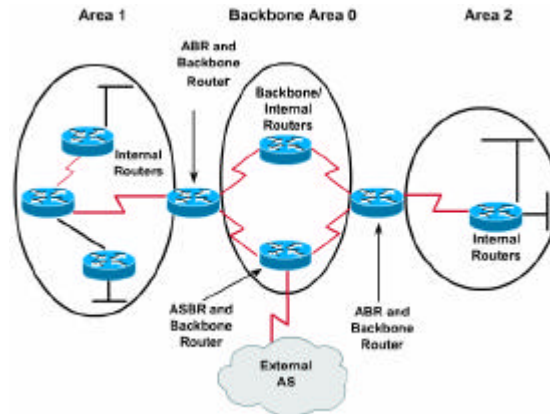 Area 1
Backbone Area 0
Area 2
ABR and
Backbone
Router
Backbone/
Internal
Routers
Internal
Routers
Internal
Routers
ASBR and
Backbone
Router
ABR and
Backbone
Router
External
AS